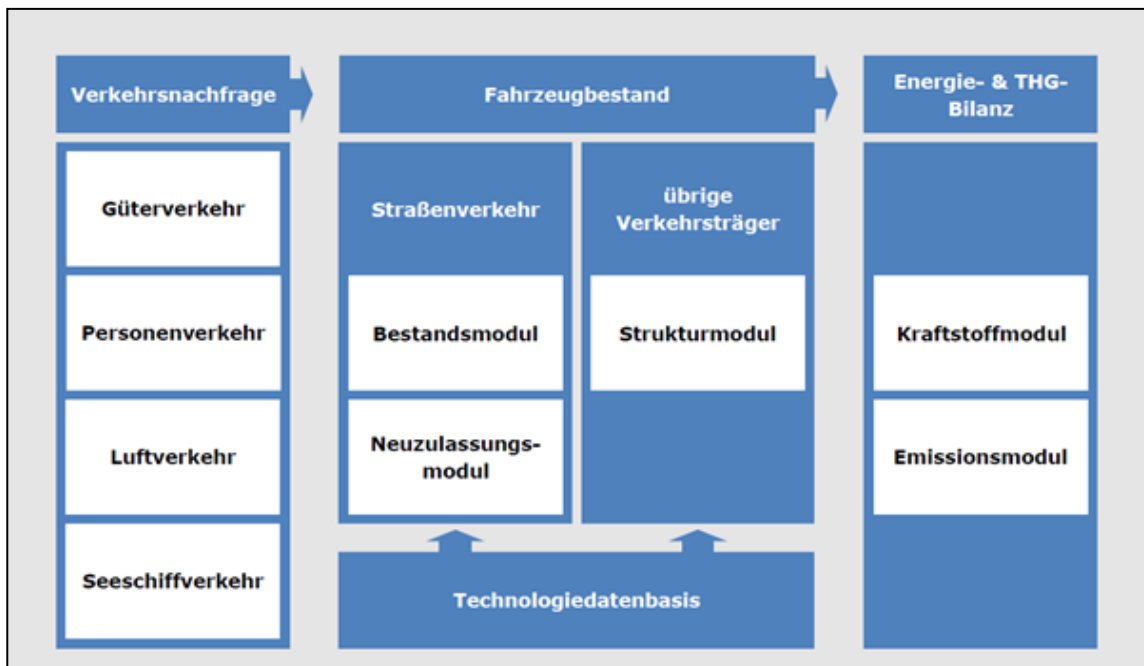 Verkehrsnachfrage
Fahrzeugbestand
Energie- & THG-
Bilanz
Güterverkehr
Personenverkehr
Luftverkehr
Seeschiffverkehr
Straßenverkehr
Bestandsmodul
Neuzulassungs-
modul
übrige
Verkehrsträger
Strukturmodul
Technologiedatenbasis
Kraftstoffmodul
Emissionsmodul